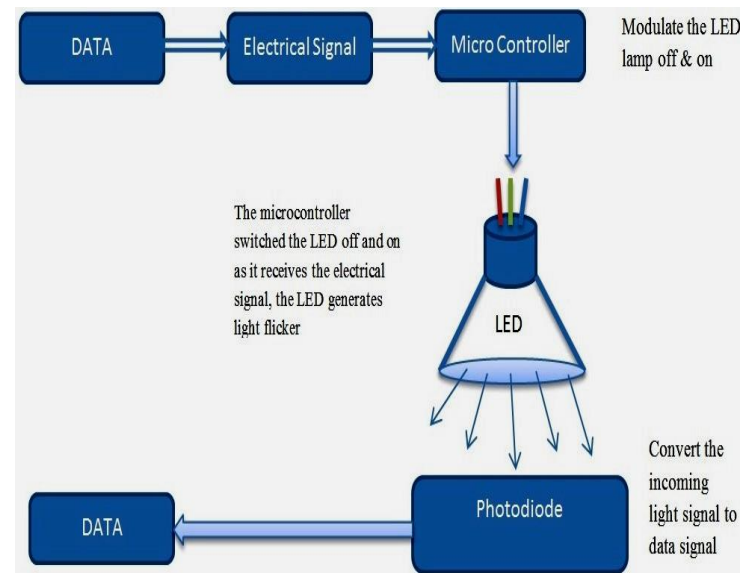 DATA
Electrical Signal
Micro Controller
Modulate the LED
lamp off & on
The microcontroller
switched the LED off and on
as it receives the electrical
signal, the LED generates
light flicker
LED
Convert the
incoming
light signal to
data signal
Photodiode
DATA